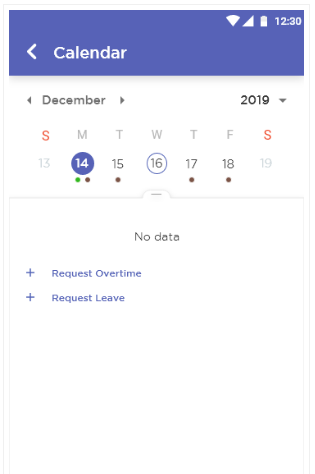 12:30
Calendar
December 2019
S M T W T F S
13 14 15 16 17 18 19
No data
+ Request Overtime
+ Request Leave